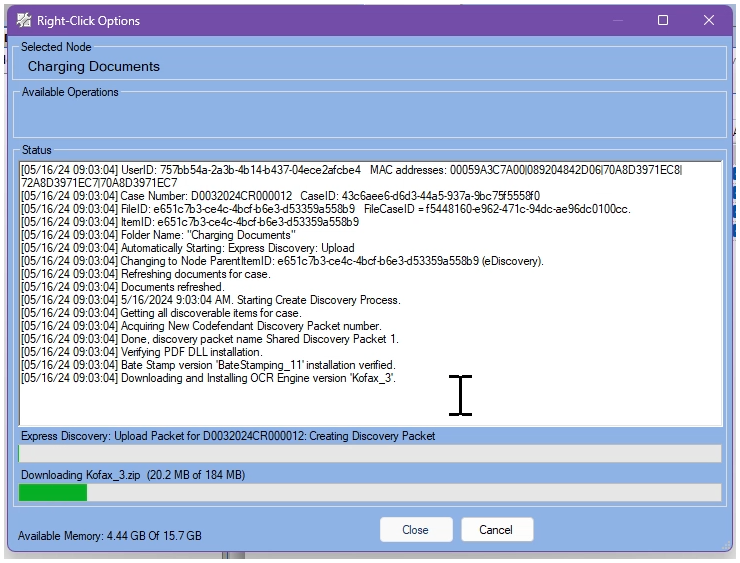 Right-Click Options
Selected Node
Charging Documents
Available Operations
Status
[05/16/24 09:03:04] UserID: 757bb54a-2a3b-4b14-b437-04ece2afcbe4   MAC addresses: 00059A3C7A00|089204842D06|70A8D3971EC8|
72A8D3971EC7|70A8D3971EC7
[05/16/24 09:03:04] Case Number: D0032024CR000012   CaseID: 43c6aee6-d6d3-44a5-937a-9bc75f5558f0
[05/16/24 09:03:04] FileID: e651c7b3-ce4c-4bcf-b6e3-d53359a558b9   FileCaseID = f5448160-e962-471c-94dc-ae96dc0100cc.
[05/16/24 09:03:04] ItemID: e651c7b3-ce4c-4bcf-b6e3-d53359a558b9
[05/16/24 09:03:04] Folder Name: "Charging Documents"
[05/16/24 09:03:04] Automatically Starting: Express Discovery: Upload
[05/16/24 09:03:04] Changing to Node ParentItemID: e651c7b3-ce4c-4bcf-b6e3-d53359a558b9 (eDiscovery).
[05/16/24 09:03:04] Refreshing documents for case.
[05/16/24 09:03:04] Documents refreshed.
[05/16/24 09:03:04] 5/16/2024 9:03:04 AM. Starting Create Discovery Process.
[05/16/24 09:03:04] Getting all discoverable items for case.
[05/16/24 09:03:04] Acquiring New Codefendant Discovery Packet number.
[05/16/24 09:03:04] Done, discovery packet name Shared Discovery Packet 1.
[05/16/24 09:03:04] Verifying PDF DLL installation.
[05/16/24 09:03:04] Bate Stamp version 'BateStamping_11' installation verified.
[05/16/24 09:03:04] Downloading and Installing OCR Engine version 'Kofax_3'.
Express Discovery: Upload Packet for D0032024CR000012: Creating Discovery Packet
Downloading Kofax_3.zip  (20.2 MB of 184 MB)
Available Memory: 4.44 GB Of 15.7 GB
Close
Cancel